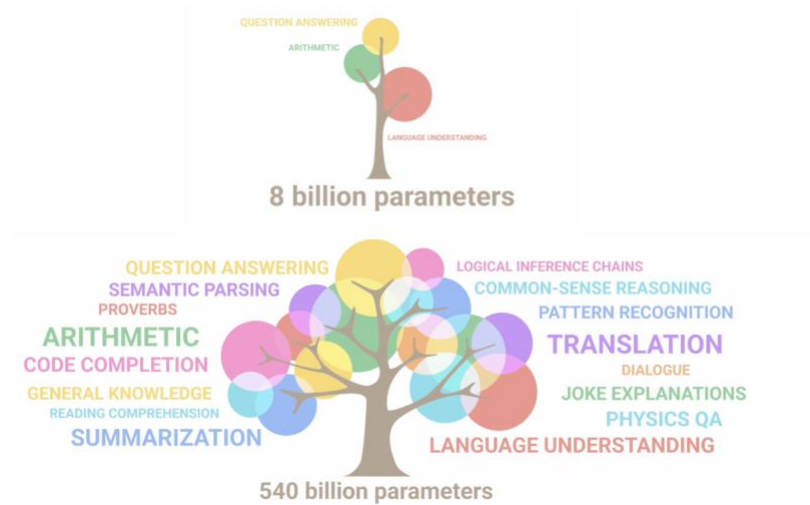 QUESTION ANSWERING
ARITHMETIC
LANGUAGE UNDERSTANDING
8 billion parameters
QUESTION ANSWERING
SEMANTIC PARSING
PROVERBS
ARITHMETIC
CODE COMPLETION
GENERAL KNOWLEDGE
READING COMPREHENSION
SUMMARIZATION
LOGICAL INFERENCE CHAINS
COMMON-SENSE REASONING
PATTERN RECOGNITION
TRANSLATION
DIALOGUE
JOKE EXPLANATIONS
PHYSICS QA
LANGUAGE UNDERSTANDING
540 billion parameters